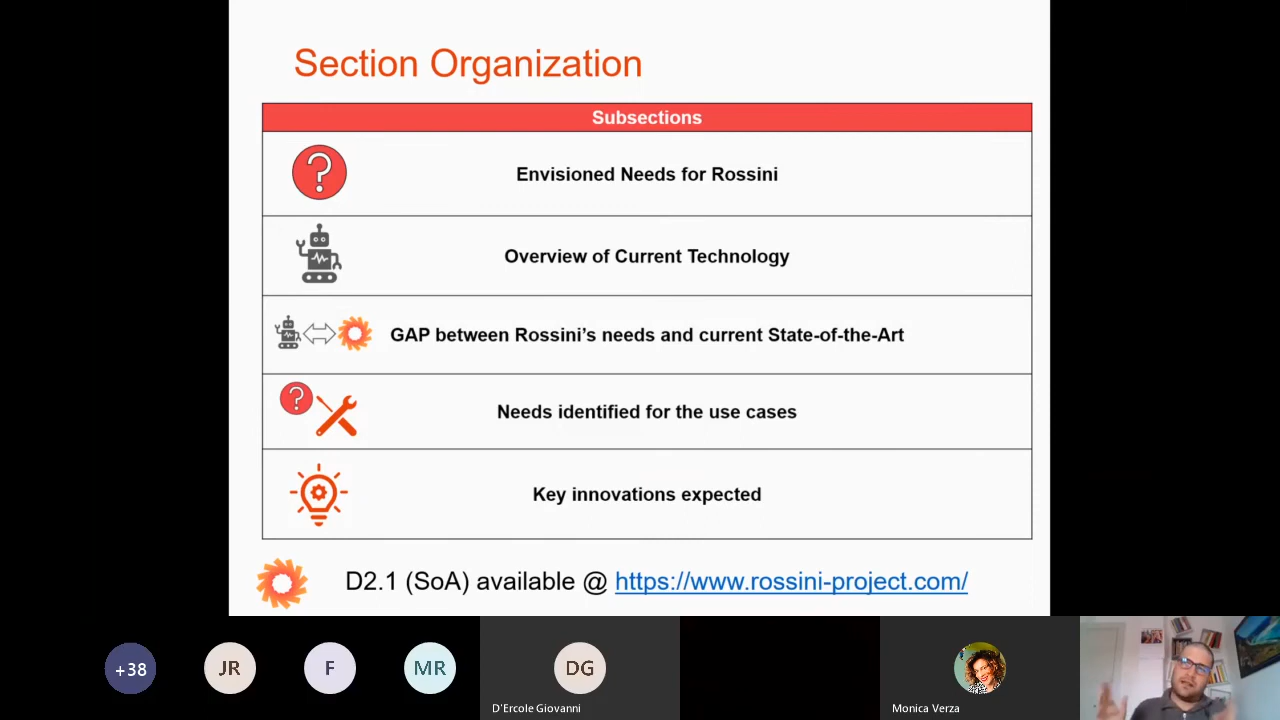 Section Organization
Subsections
Envisioned Needs for Rossini
Overview of Current Technology
GAP between Rossini's needs and current State-of-the-Art
Needs identified for the use cases
Key innovations expected
D2.1 (SoA) available @ https://www.rossini-project.com/
+38
JR
F
MR
DG
D'Ercole Giovanni
Monica Verza